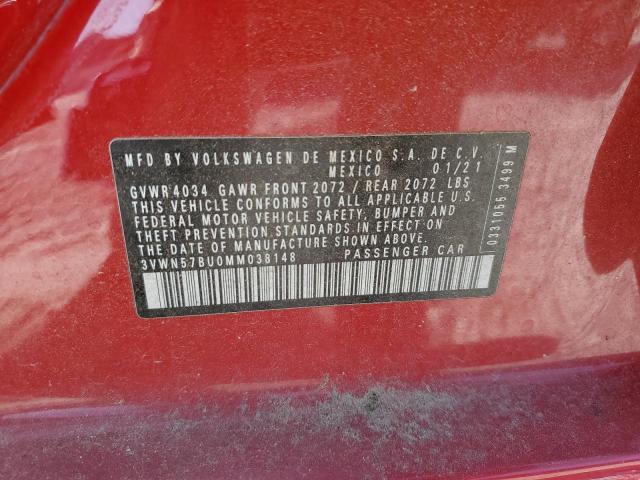 MFD BY VOLKSWAGEN DE MEXICO S.A. DE C.V.
MEXICO 01/21
GVWR 4034 GAWR FRONT 2072 / REAR 2072 LBS
THIS VEHICLE CONFORMS TO ALL APPLICABLE U.S.
FEDERAL MOTOR VEHICLE SAFETY, BUMPER AND
THEFT PREVENTION STANDARDS IN EFFECT ON
THE DATE OF MANUFACTURE SHOWN ABOVE.
3VWN57BU0MM038148 PASSENGER CAR
0331055 3499 M